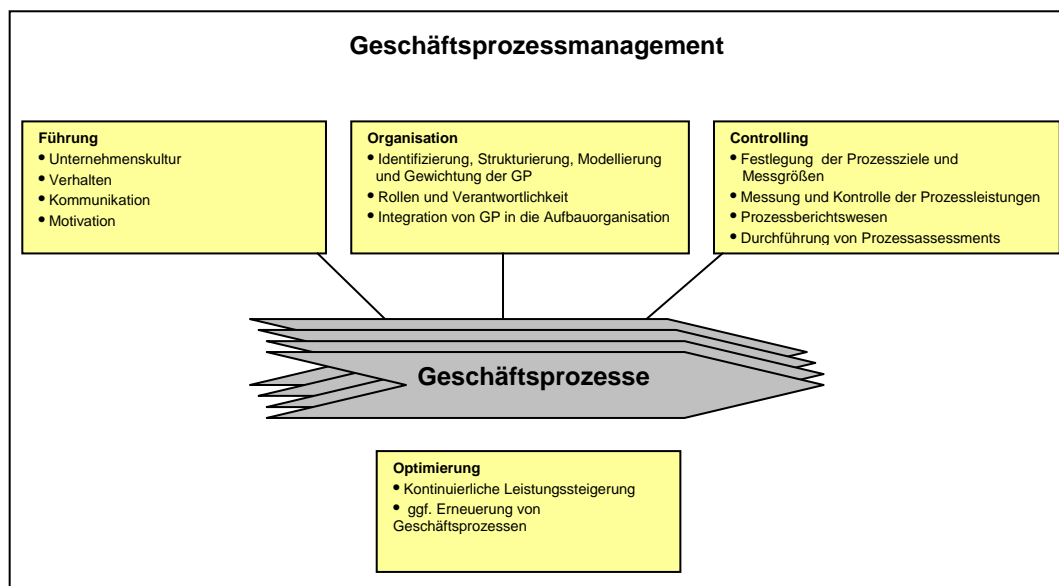 Geschäftsprozessmanagement
Führung
• Unternehmenskultur
• Verhalten
• Kommunikation
• Motivation
Organisation
• Identifizierung, Strukturierung, Modellierung
und Gewichtung der GP
• Rollen und Verantwortlichkeit
• Integration von GP in die Aufbauorganisation
Controlling
• Festlegung der Prozessziele und
Messgrößen
• Messung und Kontrolle der Prozessleistungen
• Prozessberichtswesen
• Durchführung von Prozessassessments
Geschäftsprozesse
Optimierung
• Kontinuierliche Leistungssteigerung
• ggf. Erneuerung von
Geschäftsprozessen